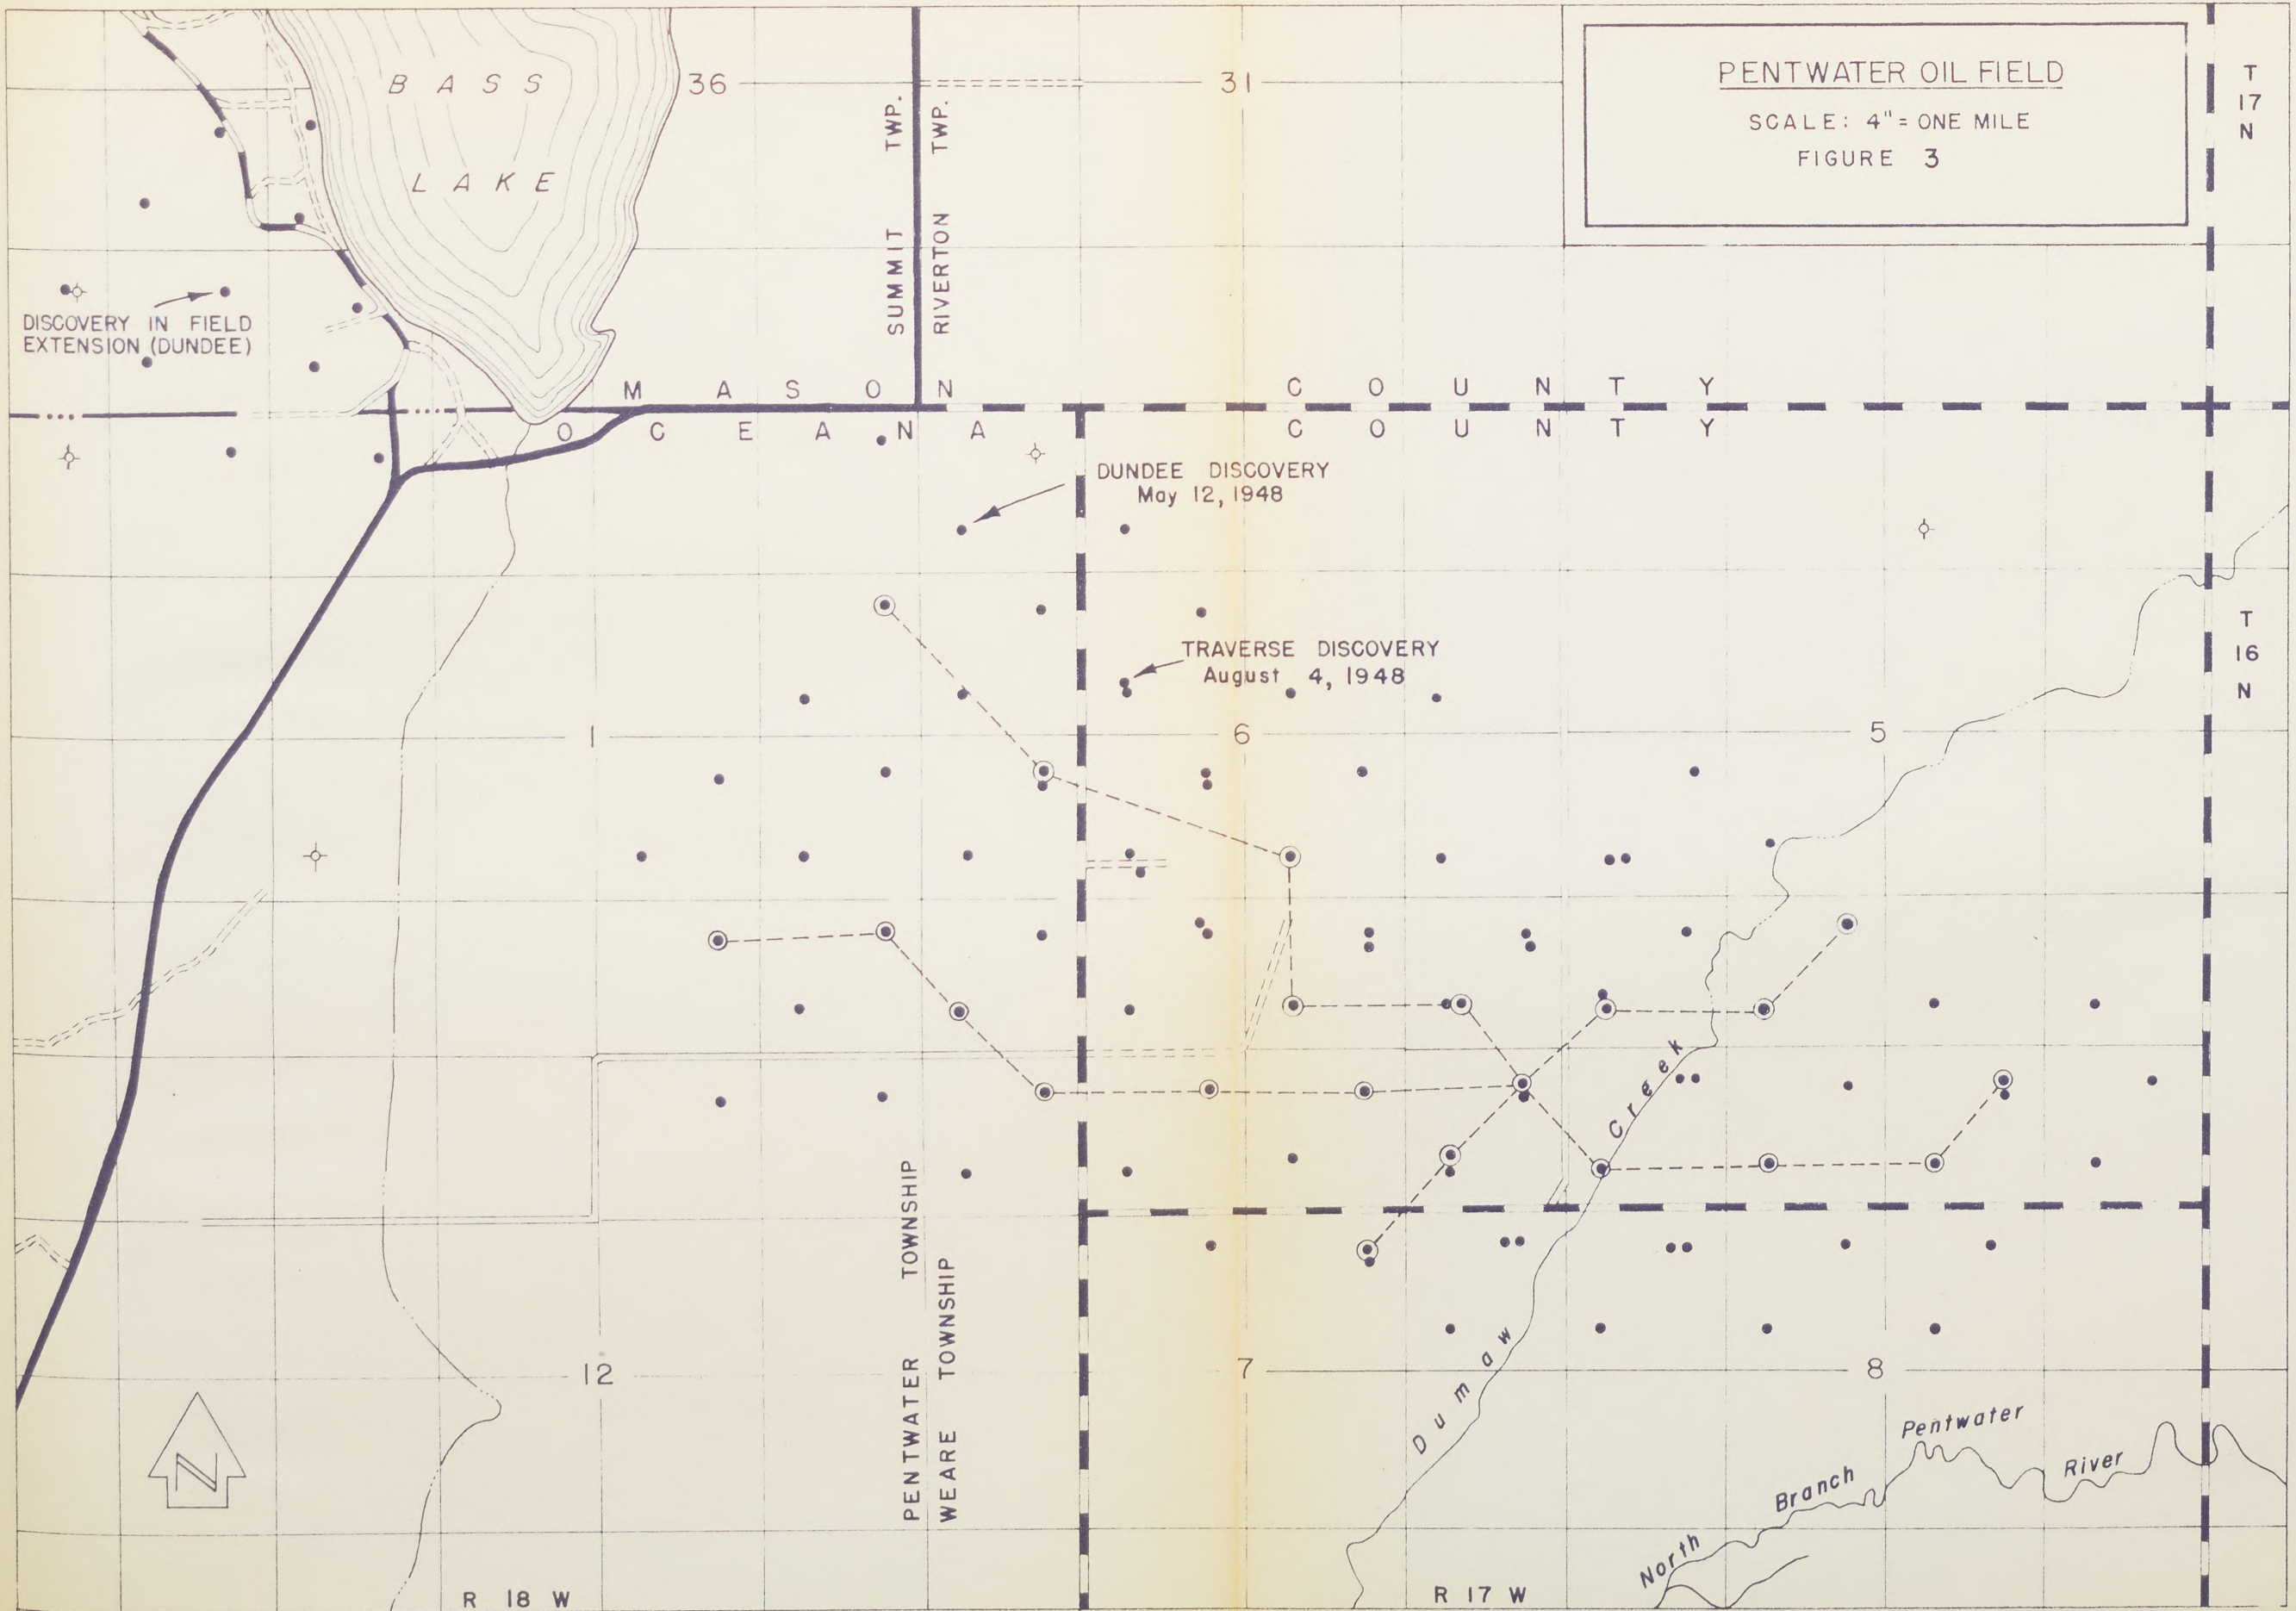 PENTWATER OIL FIELD
SCALE: 4" = ONE MILE
FIGURE 3
T
17
N
BASS
LAKE
36
31
SUMMIT TWP.
RIVERTON TWP.
DISCOVERY IN FIELD
EXTENSION (DUNDEE)
MASON COUNTY
OCEANA COUNTY
DUNDEE DISCOVERY
May 12, 1948
TRAVERSE DISCOVERY
August 4, 1948
T
16
N
1
6
5
Dumaw Creek
PENTWATER TOWNSHIP
WEARE TOWNSHIP
12
7
8
N
North Branch Pentwater River
R 18 W
R 17 W